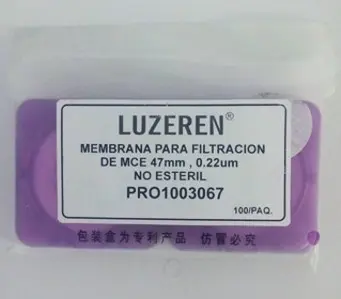 LUZEREN®
MEMBRANA PARA FILTRACION
DE MCE 47mm , 0.22um
NO ESTERIL
PRO1003067
100/PAQ.
包装盒为专利产品 仿冒必究